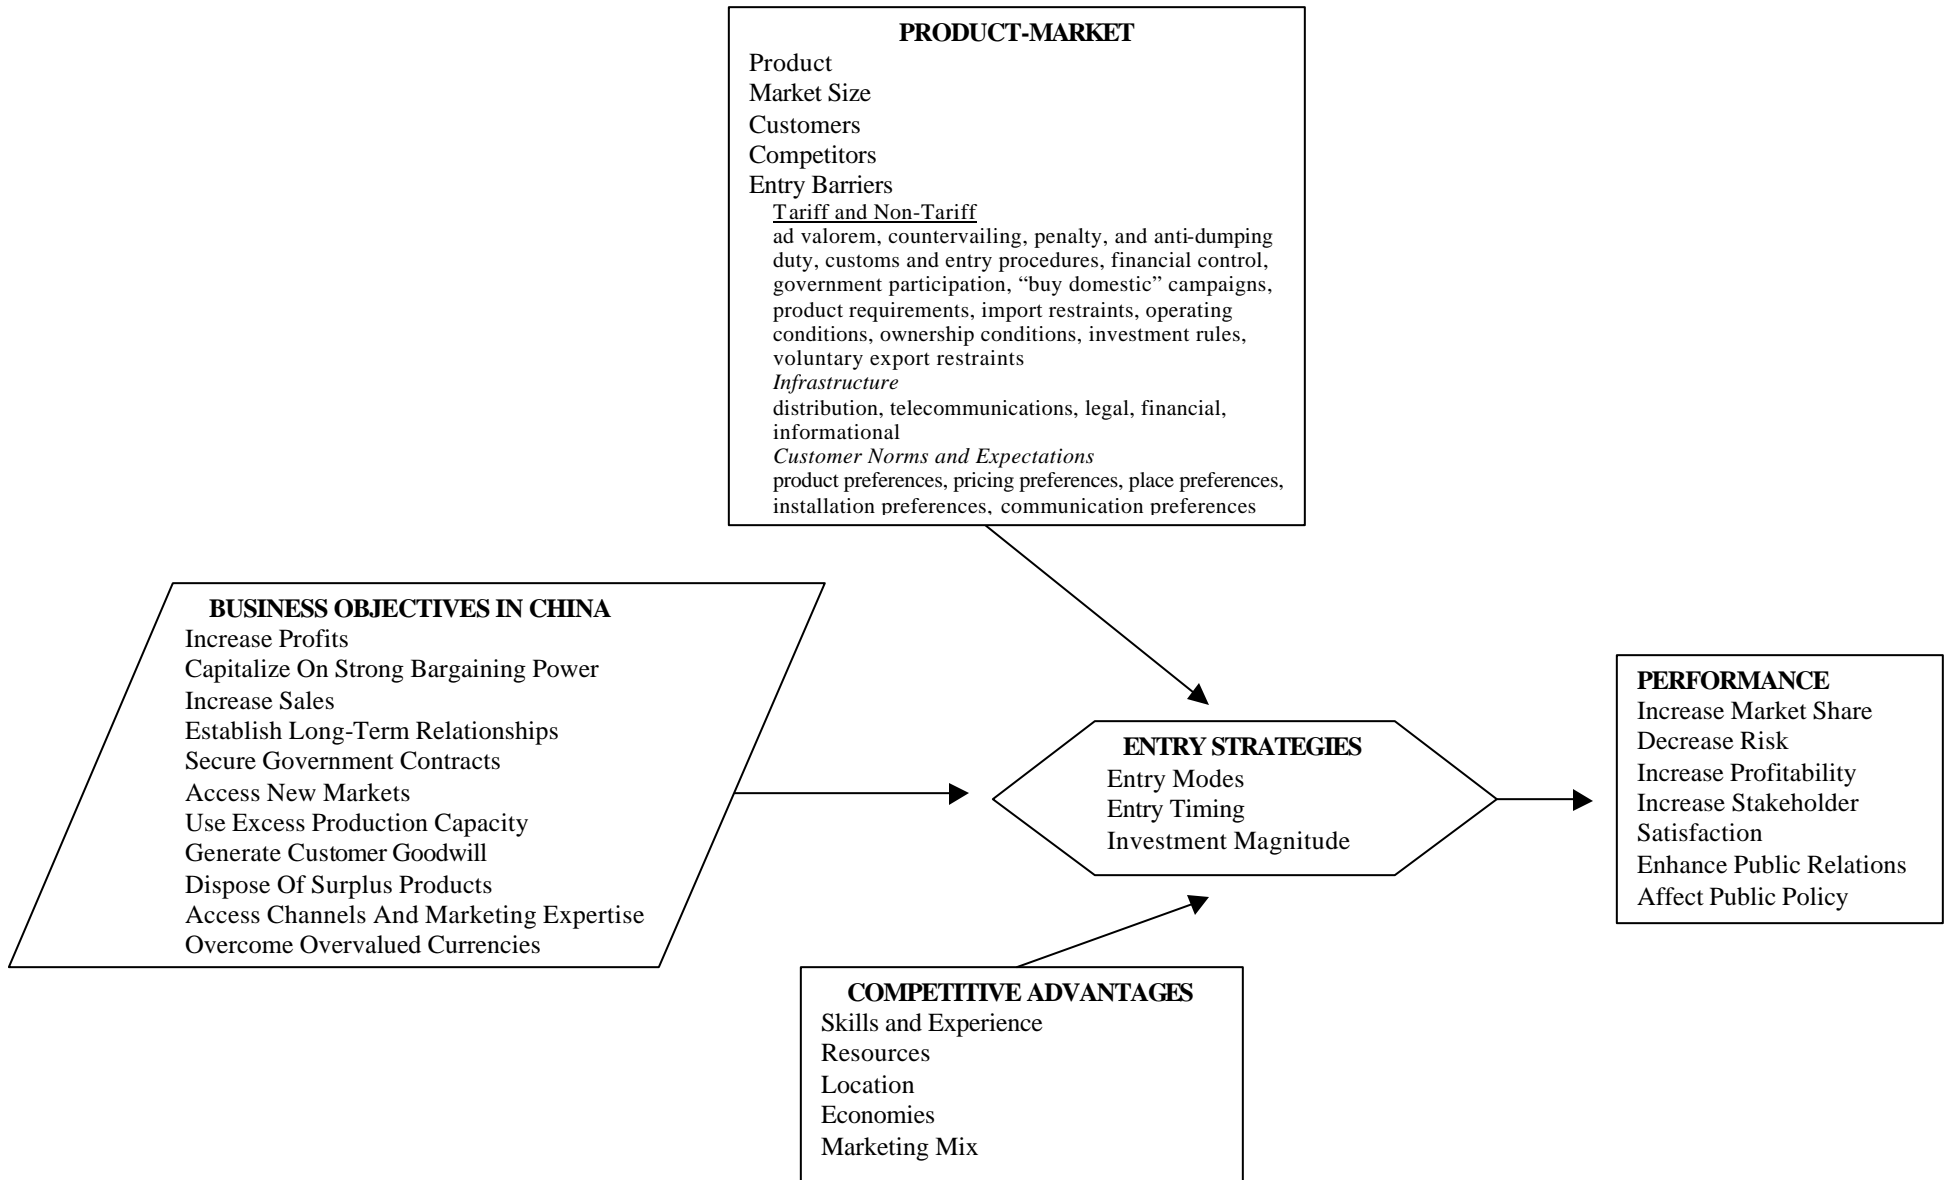 PRODUCT-MARKET
Product
Market Size
Customers
Competitors
Entry Barriers
Tariff and Non-Tariff
ad valorem, countervailing, penalty, and anti-dumping
duty, customs and entry procedures, financial control,
government participation, “buy domestic” campaigns,
product requirements, import restraints, operating
conditions, ownership conditions, investment rules,
voluntary export restraints
Infrastructure
distribution, telecommunications, legal, financial,
informational
Customer Norms and Expectations
product preferences, pricing preferences, place preferences,
installation preferences, communication preferences
BUSINESS OBJECTIVES IN CHINA
Increase Profits
Capitalize On Strong Bargaining Power
Increase Sales
Establish Long-Term Relationships
Secure Government Contracts
Access New Markets
Use Excess Production Capacity
Generate Customer Goodwill
Dispose Of Surplus Products
Access Channels And Marketing Expertise
Overcome Overvalued Currencies
ENTRY STRATEGIES
Entry Modes
Entry Timing
Investment Magnitude
PERFORMANCE
Increase Market Share
Decrease Risk
Increase Profitability
Increase Stakeholder
Satisfaction
Enhance Public Relations
Affect Public Policy
COMPETITIVE ADVANTAGES
Skills and Experience
Resources
Location
Economies
Marketing Mix